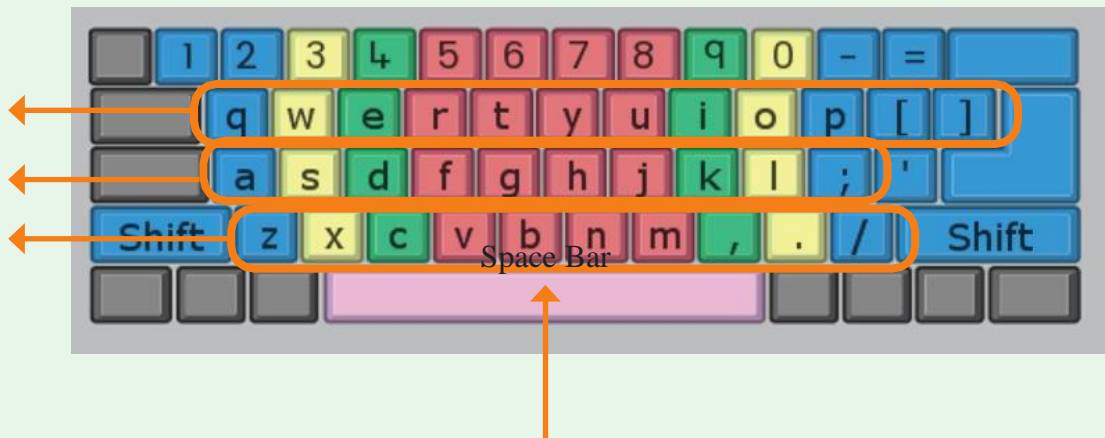 1 2 3 4 5 6 7 8 9 0 - =
q w e r t y u i o p [ ]
a s d f g h j k l ; '
Shift z x c v b n m , . / Shift
Space Bar